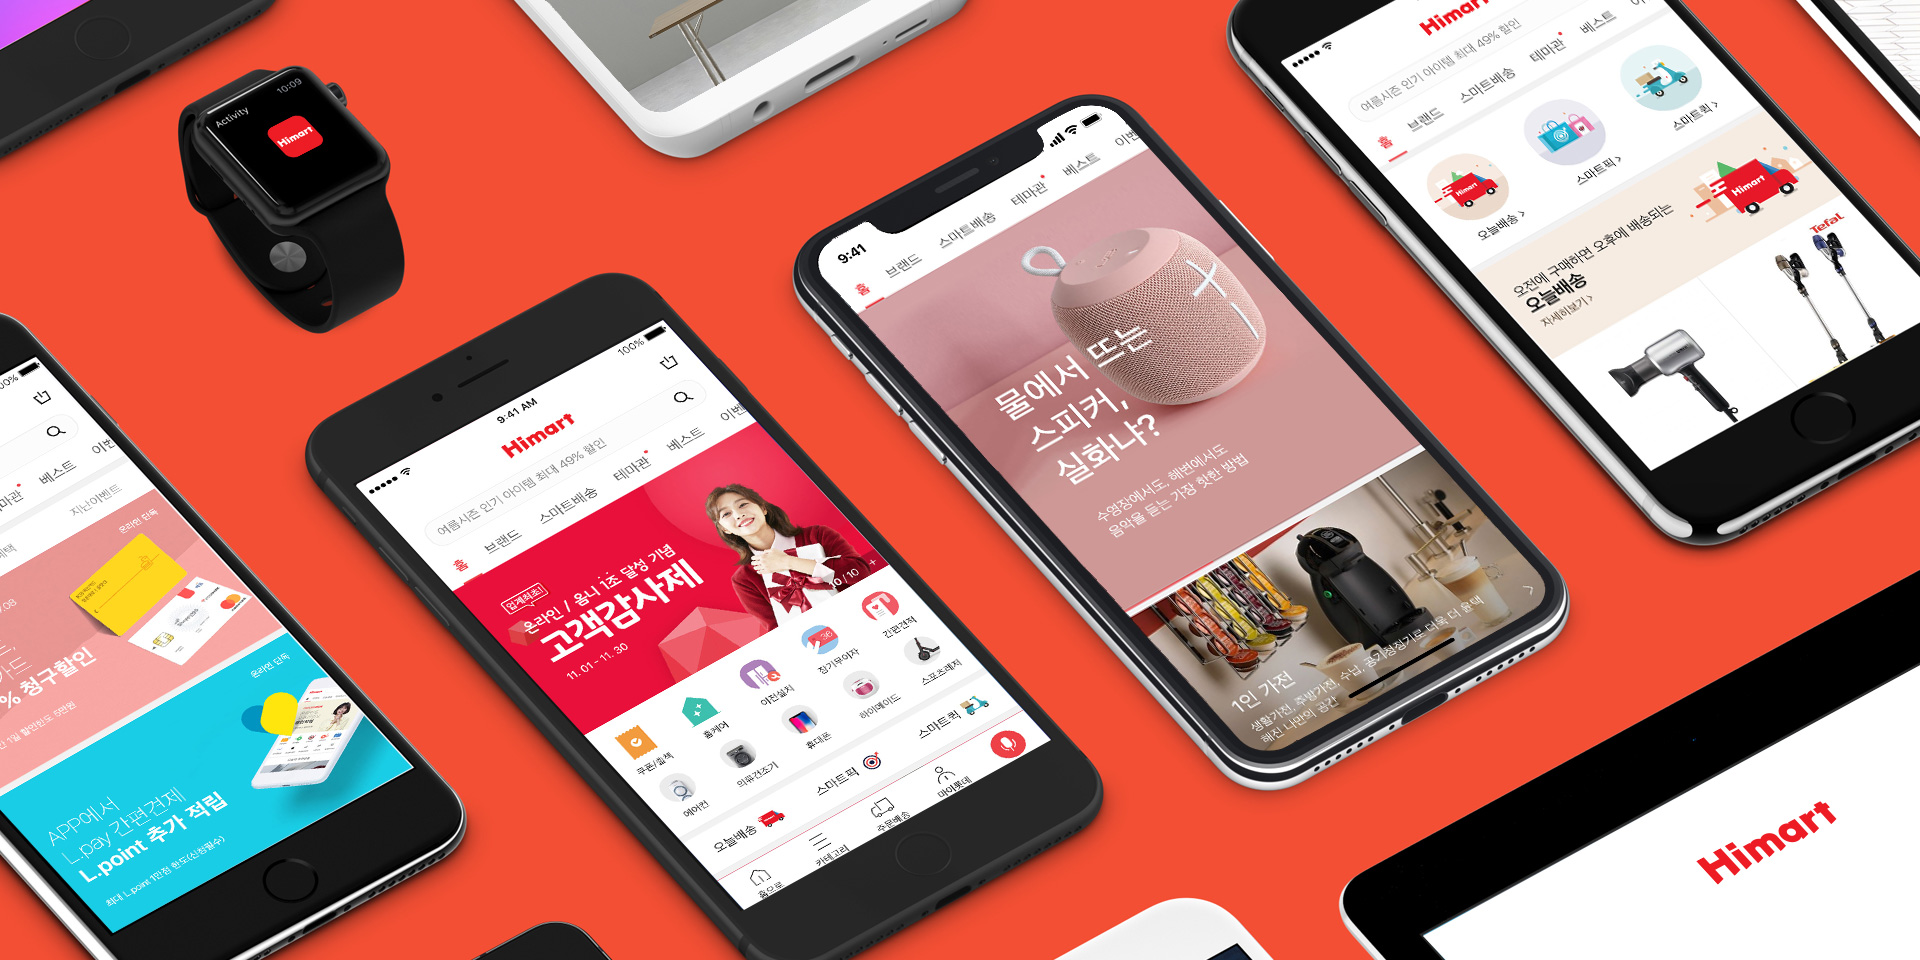 Activity
10:09
Himart
100%
9:41 AM
Himart
여름시즌 인기 아이템 최대 49% 할인
홈
브랜드
스마트배송
테마관
베스트
이벤
업계최초!
온라인 / 옴니 1조 달성 기념
고객감사제
11. 01 - 11. 30
10 / 10 +
쿠폰/혜택
홈케어
이전설치
장기무이자
간편견적
에어컨
의류건조기
휴대폰
하이메이드
스포츠레저
오늘배송
스마트픽
스마트퀵
홈으로
카테고리
주문배송
마이롯데
9:41
홈
브랜드
스마트배송
테마관
베스트
이벤
물에서 뜨는
스피커,
실화냐?
수영장에서도, 해변에서도
음악을 듣는 가장 핫한 방법
1인 가전
생활가전, 주방가전, 수납, 공기청정기로 더욱 더 윤택
해진 나만의 공간
Himart
여름시즌 인기 아이템 최대 49% 할인
홈
브랜드
스마트배송
테마관
베스트
오늘배송 >
스마트픽 >
스마트퀵 >
오전에 구매하면 오후에 배송되는
오늘배송
자세히보기 >
Himart
Tefal
베스트
이벤
지난이벤트
온라인 단독
% 청구할인
1일 할인한도 5만원
온라인 단독
APP에서
L.pay 간편결제
L.point 추가 적립
최대 L.point 1만점 한도(신청필수)
Himart